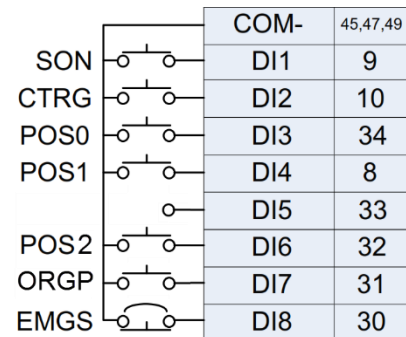 COM- 45,47,49
SON DI1 9
CTRG DI2 10
POS0 DI3 34
POS1 DI4 8
DI5 33
POS2 DI6 32
ORGP DI7 31
EMGS DI8 30